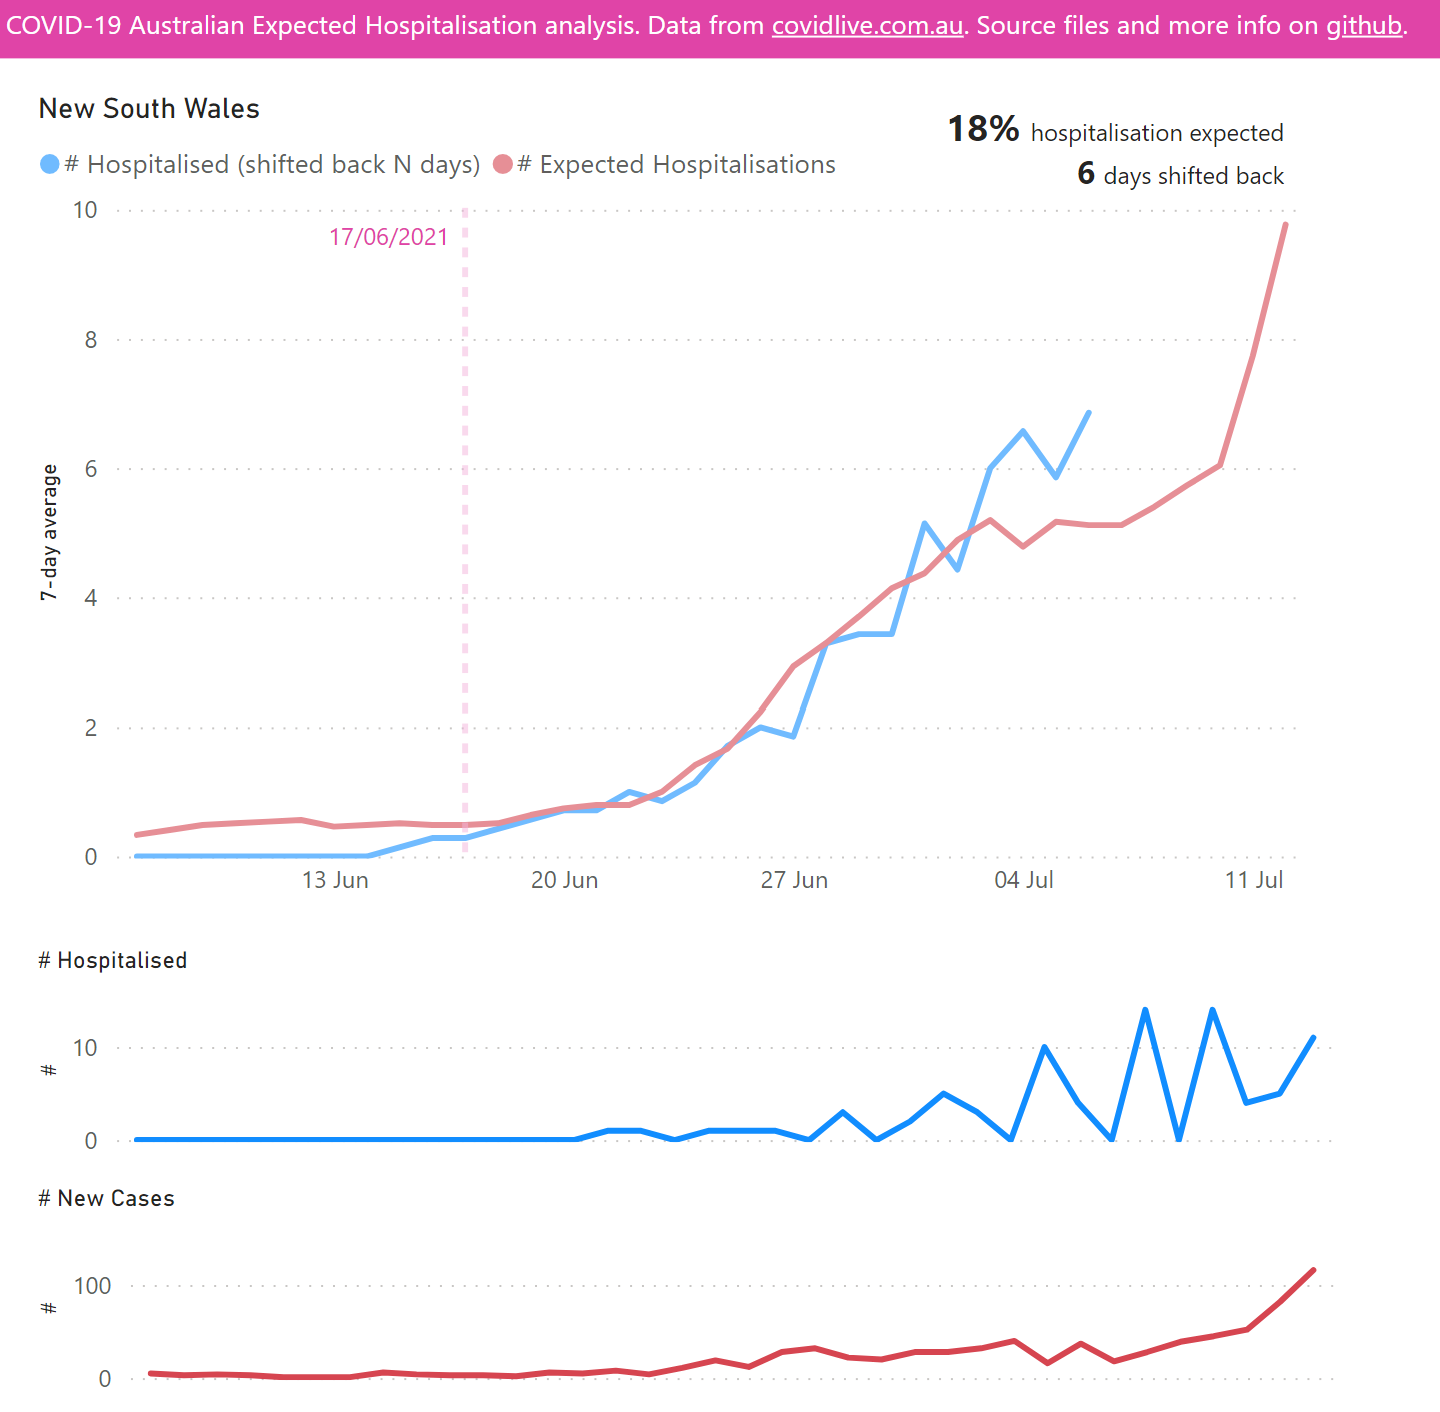 COVID-19 Australian Expected Hospitalisation analysis. Data from covidlive.com.au. Source files and more info on github.
New South Wales
18% hospitalisation expected
# Hospitalised (shifted back N days) # Expected Hospitalisations
6 days shifted back
10
17/06/2021
8
6
7-day average
4
2
0
13 Jun 20 Jun 27 Jun 04 Jul 11 Jul
# Hospitalised
10
#
0
# New Cases
100
#
0